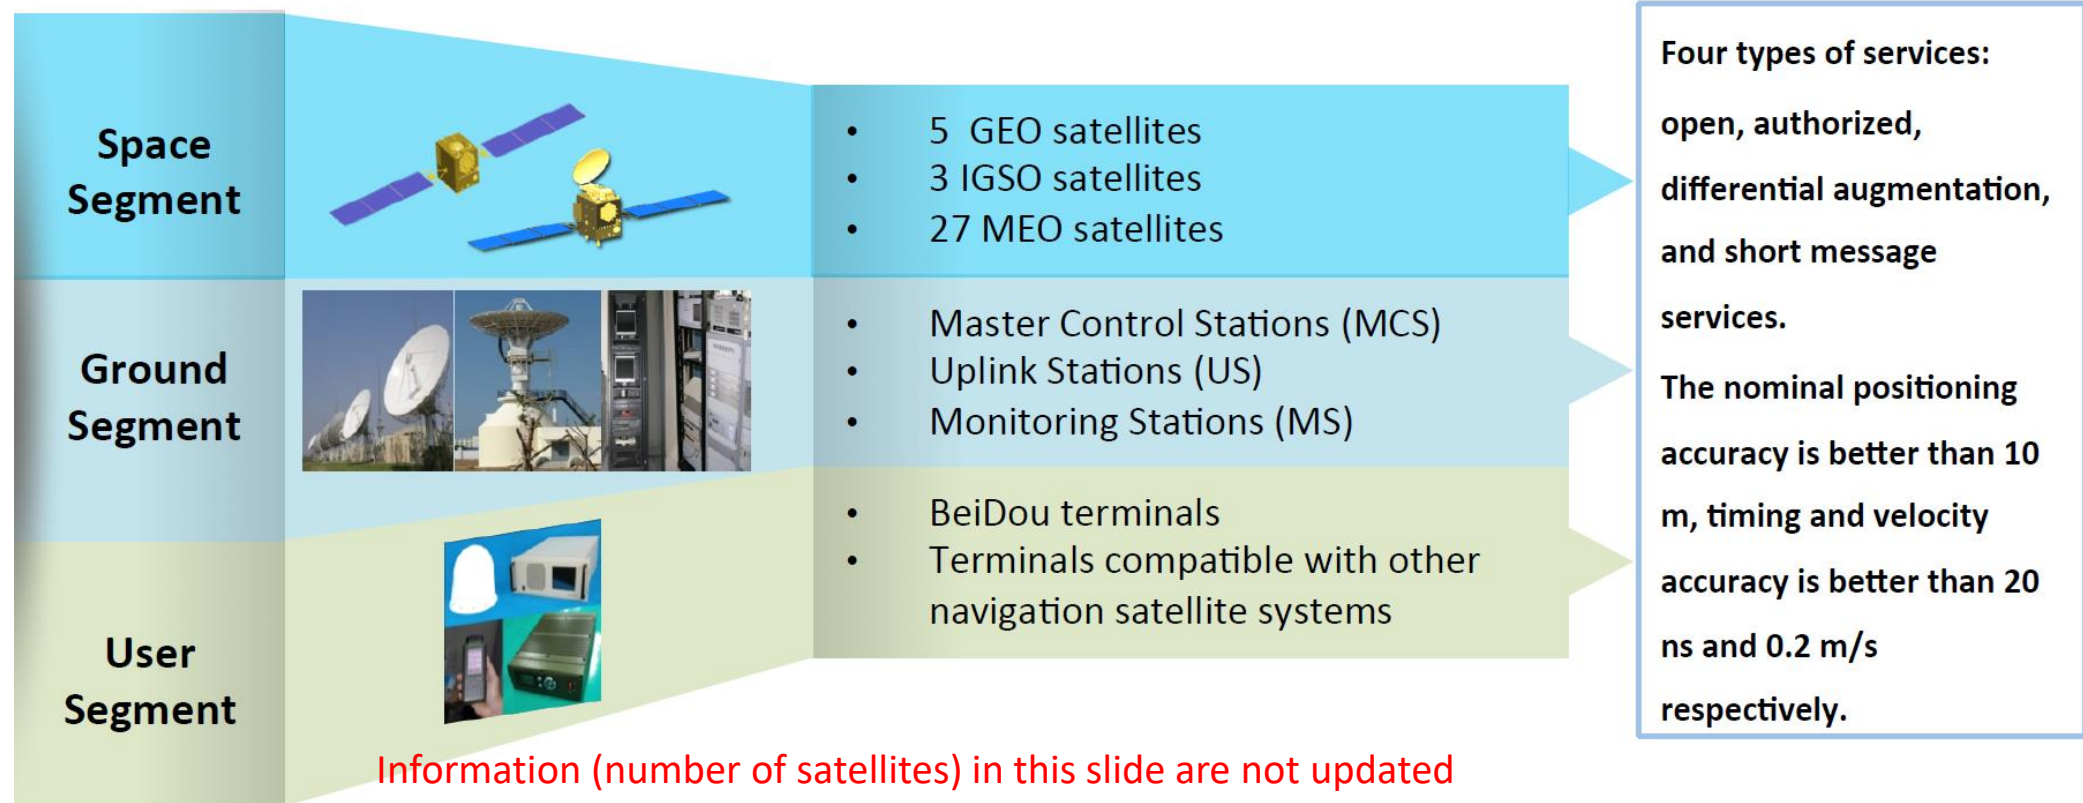 Space
Segment
• 5 GEO satellites
• 3 IGSO satellites
• 27 MEO satellites
Ground
Segment
• Master Control Stations (MCS)
• Uplink Stations (US)
• Monitoring Stations (MS)
User
Segment
• BeiDou terminals
• Terminals compatible with other
navigation satellite systems
Four types of services:
open, authorized,
differential augmentation,
and short message
services.
The nominal positioning
accuracy is better than 10
m, timing and velocity
accuracy is better than 20
ns and 0.2 m/s
respectively.
Information (number of satellites) in this slide are not updated